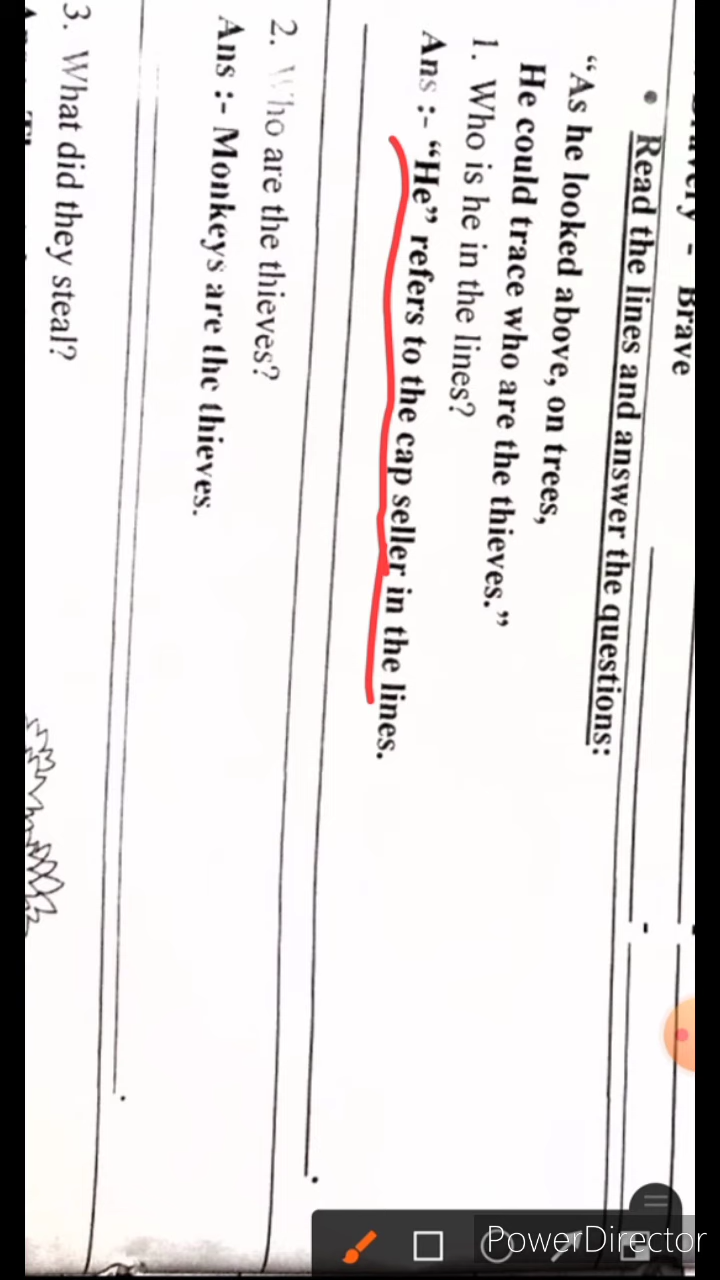 - Brave
• Read the lines and answer the questions:
“As he looked above, on trees,
He could trace who are the thieves.”
1. Who is he in the lines?
Ans :- “He” refers to the cap seller in the lines.
2. Who are the thieves?
Ans :- Monkeys are the thieves.
3. What did they steal?
PowerDirector